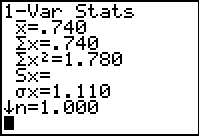 1-Var Stats
x̅=.740
Σx=.740
Σx²=1.780
Sx=
σx=1.110
↓n=1.000